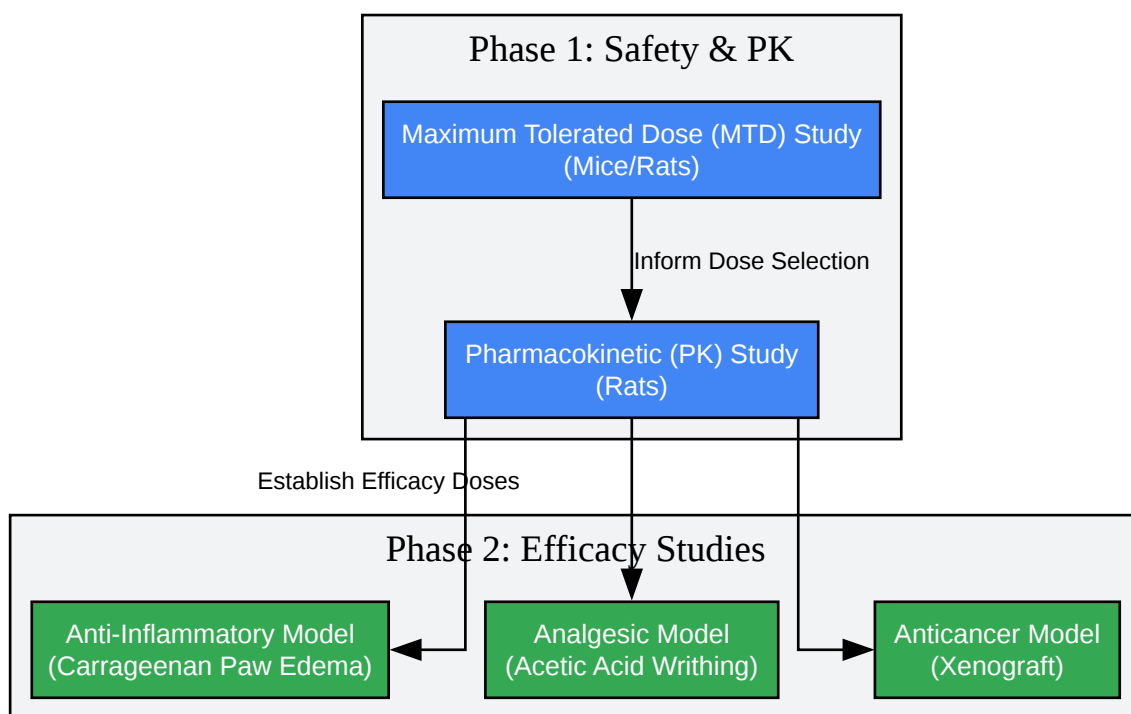 Phase 1: Safety & PK
Maximum Tolerated Dose (MTD) Study
(Mice/Rats)
Inform Dose Selection
Pharmacokinetic (PK) Study
(Rats)
Establish Efficacy Doses
Phase 2: Efficacy Studies
Anti-Inflammatory Model
(Carrageenan Paw Edema)
Analgesic Model
(Acetic Acid Writhing)
Anticancer Model
(Xenograft)